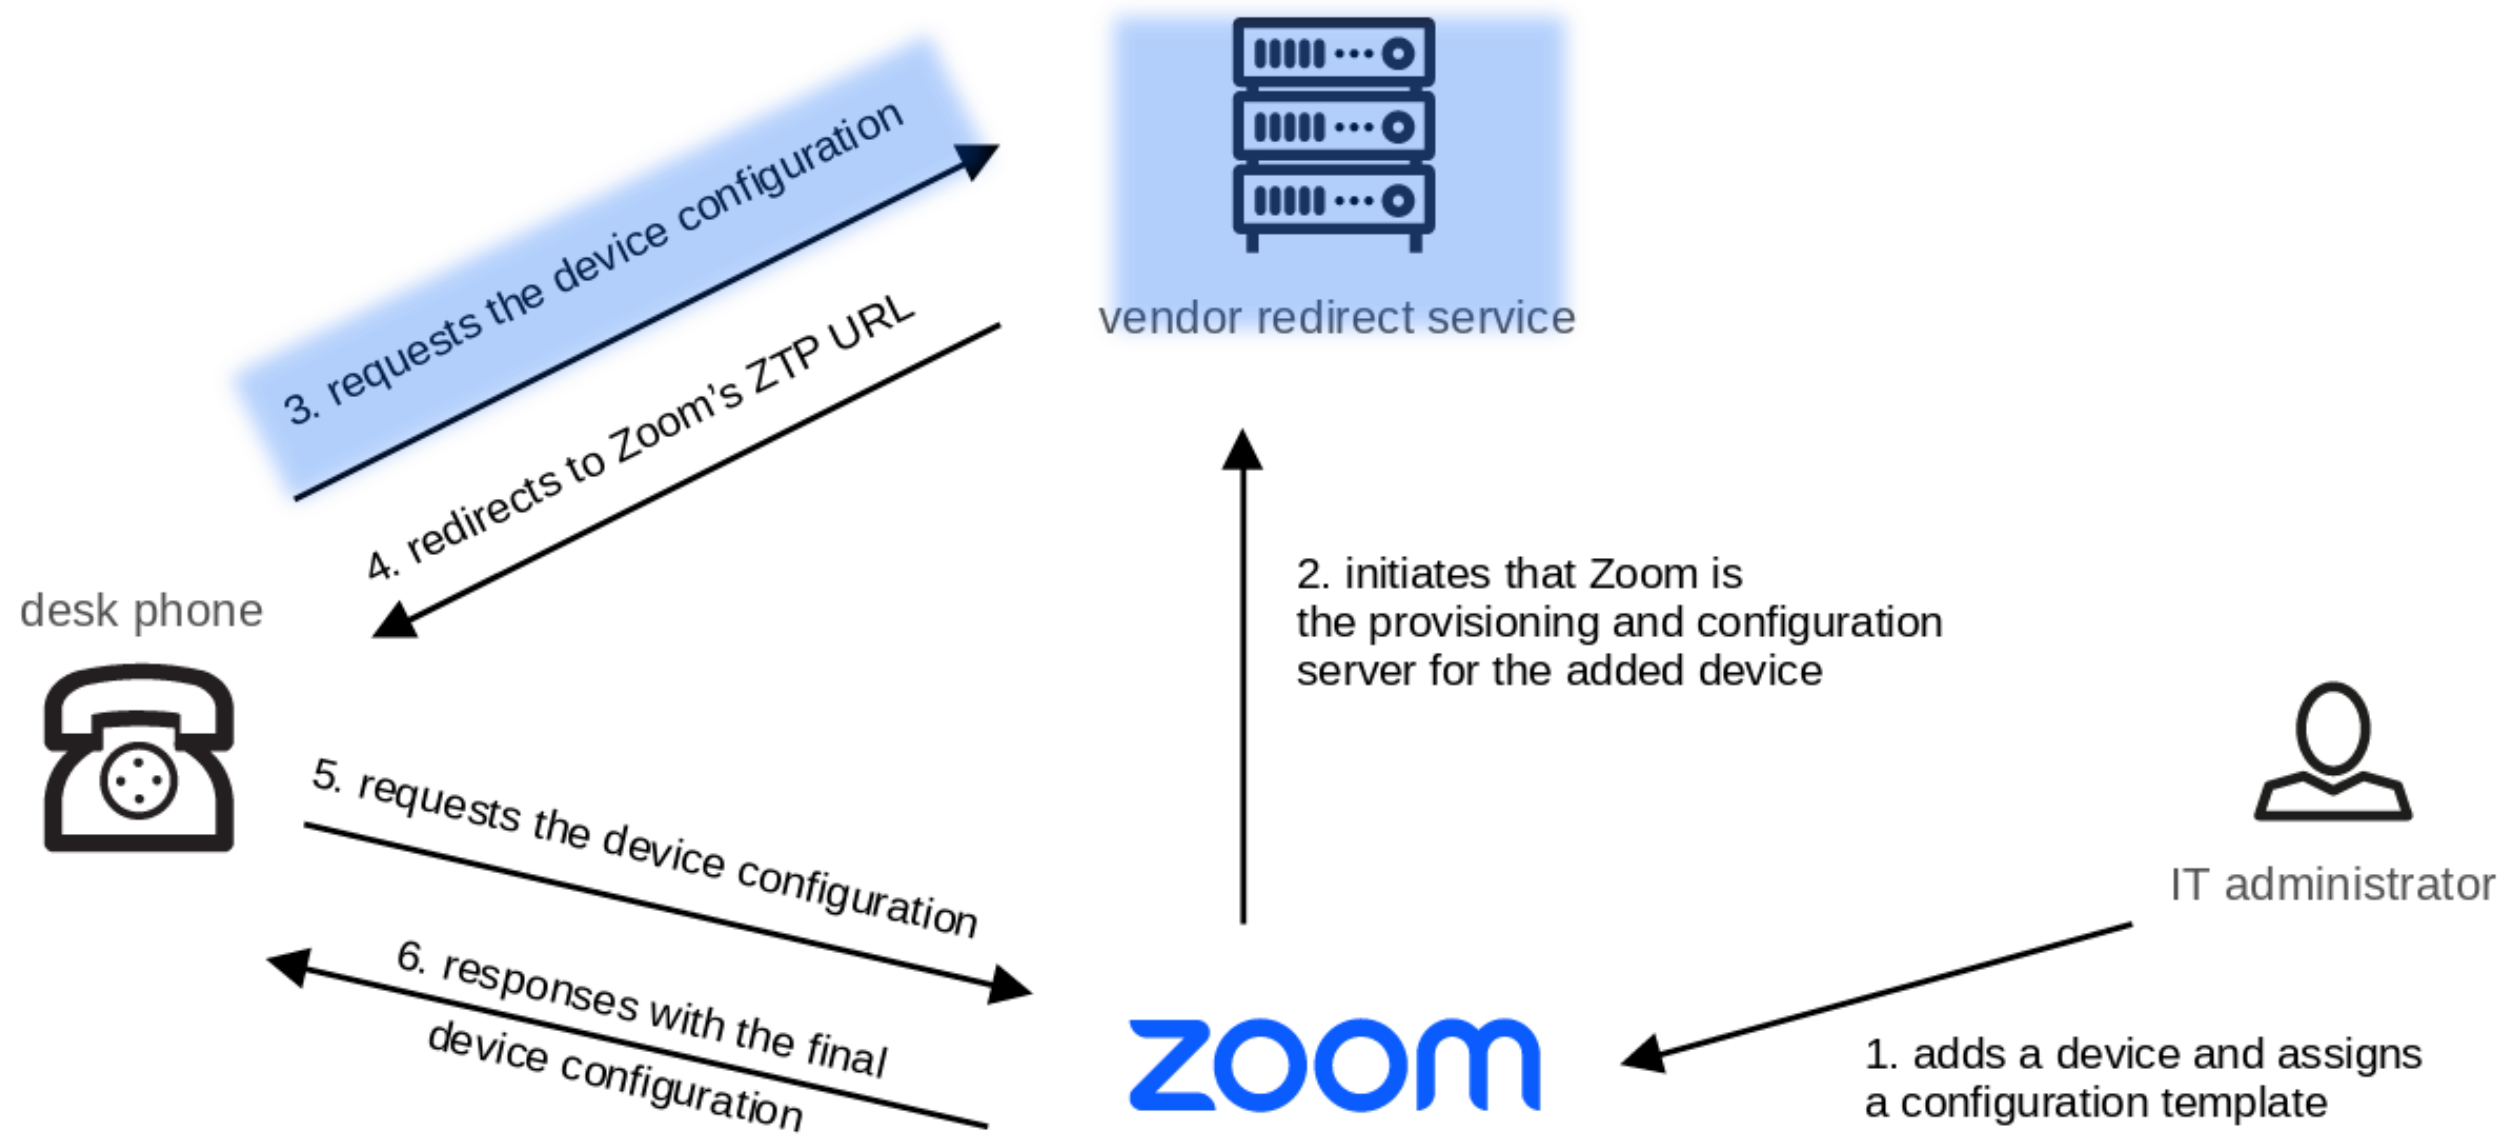 3. requests the device configuration
vendor redirect service
4. redirects to Zoom’s ZTP URL
desk phone
2. initiates that Zoom is
the provisioning and configuration
server for the added device
5. requests the device configuration
IT administrator
6. responses with the final
device configuration
zoom
1. adds a device and assigns
a configuration template